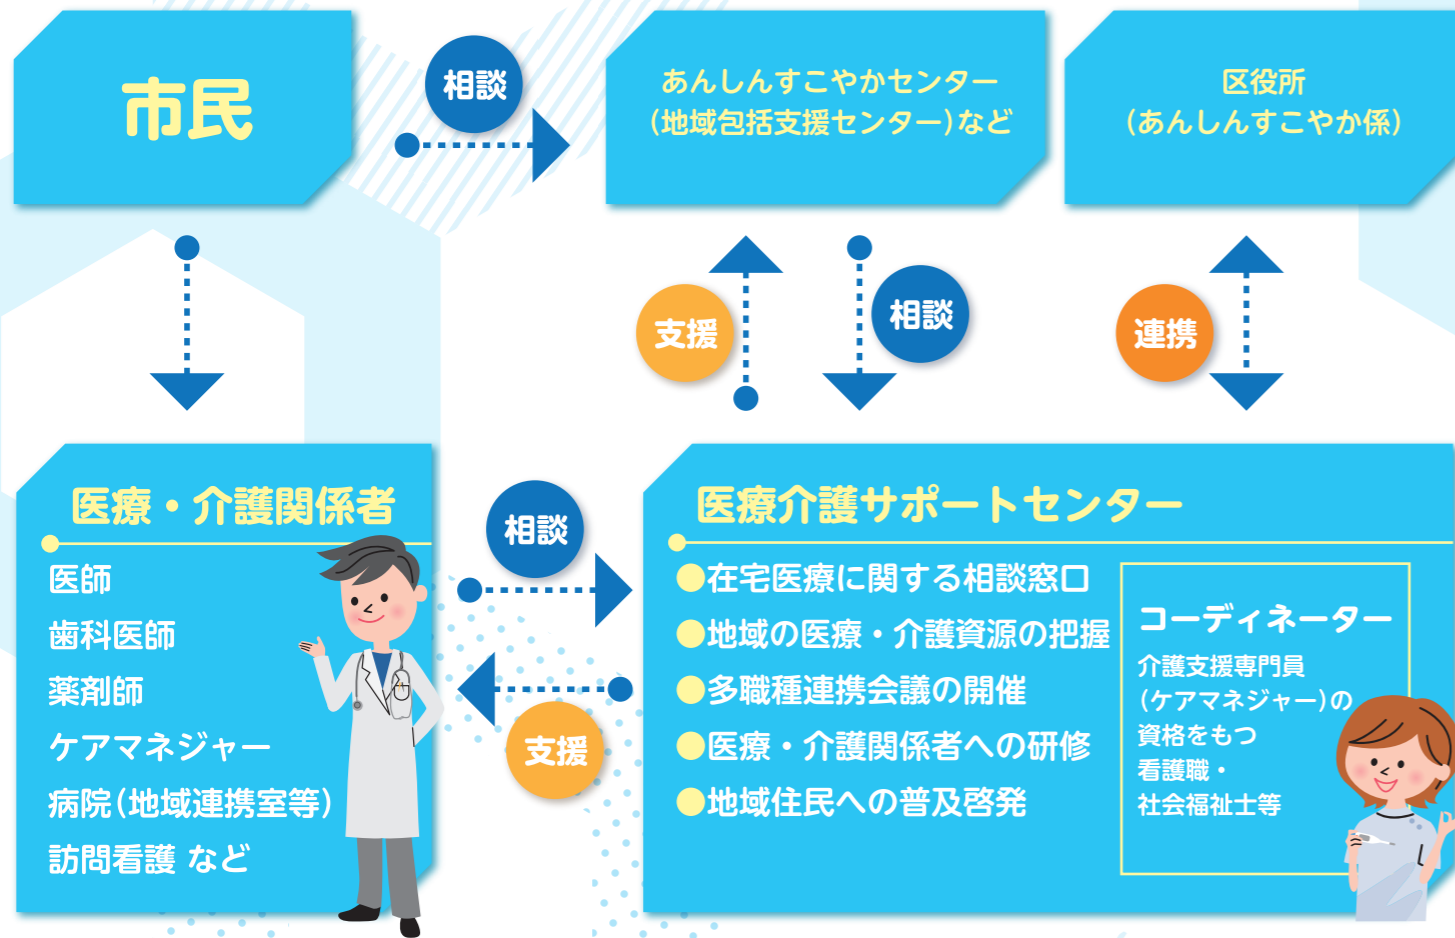 市民
相談
あんしんすこやかセンター
(地域包括支援センター)など
区役所
(あんしんすこやか係)
支援
相談
連携
医療・介護関係者
医師
歯科医師
薬剤師
ケアマネジャー
病院(地域連携室等)
訪問看護 など
相談
支援
医療介護サポートセンター
●在宅医療に関する相談窓口
●地域の医療・介護資源の把握
●多職種連携会議の開催
●医療・介護関係者への研修
●地域住民への普及啓発
コーディネーター
介護支援専門員
(ケアマネジャー)の
資格をもつ
看護職・
社会福祉士等